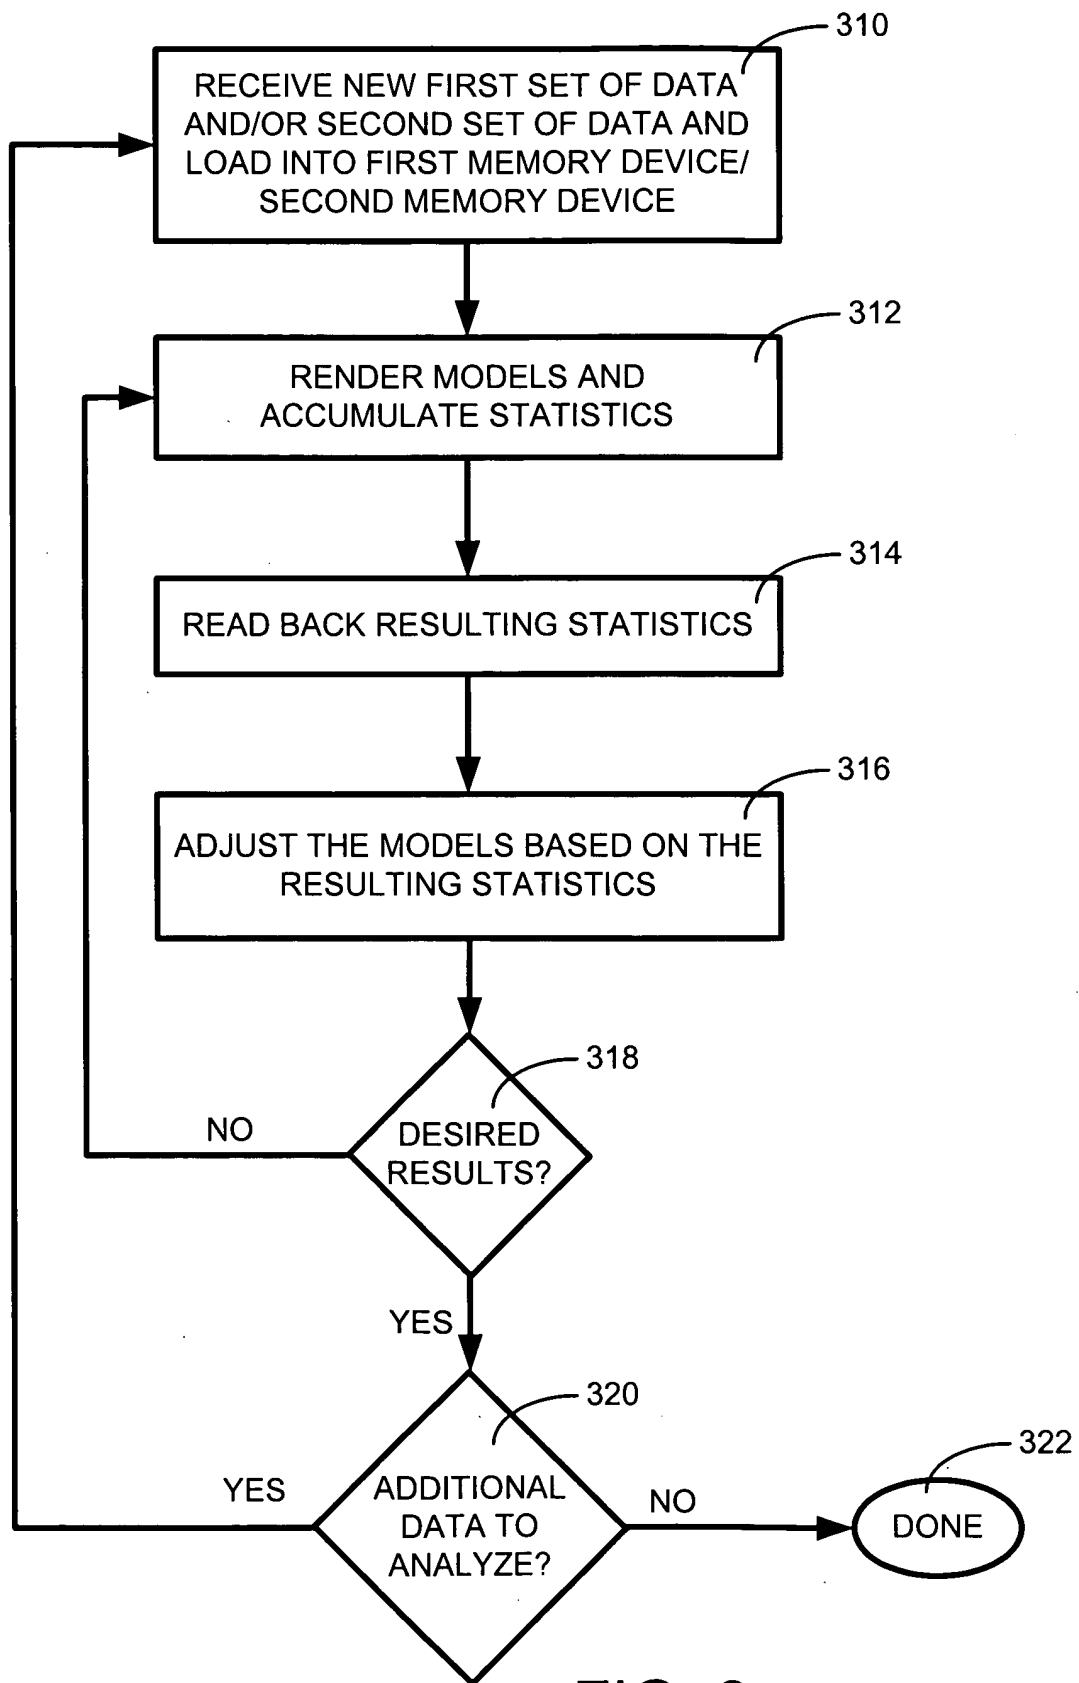 310
RECEIVE NEW FIRST SET OF DATA
AND/OR SECOND SET OF DATA AND
LOAD INTO FIRST MEMORY DEVICE/
SECOND MEMORY DEVICE
312
RENDER MODELS AND
ACCUMULATE STATISTICS
314
READ BACK RESULTING STATISTICS
316
ADJUST THE MODELS BASED ON THE
RESULTING STATISTICS
318
DESIRED
RESULTS?
NO
YES
320
ADDITIONAL
DATA TO
ANALYZE?
YES
NO
322
DONE